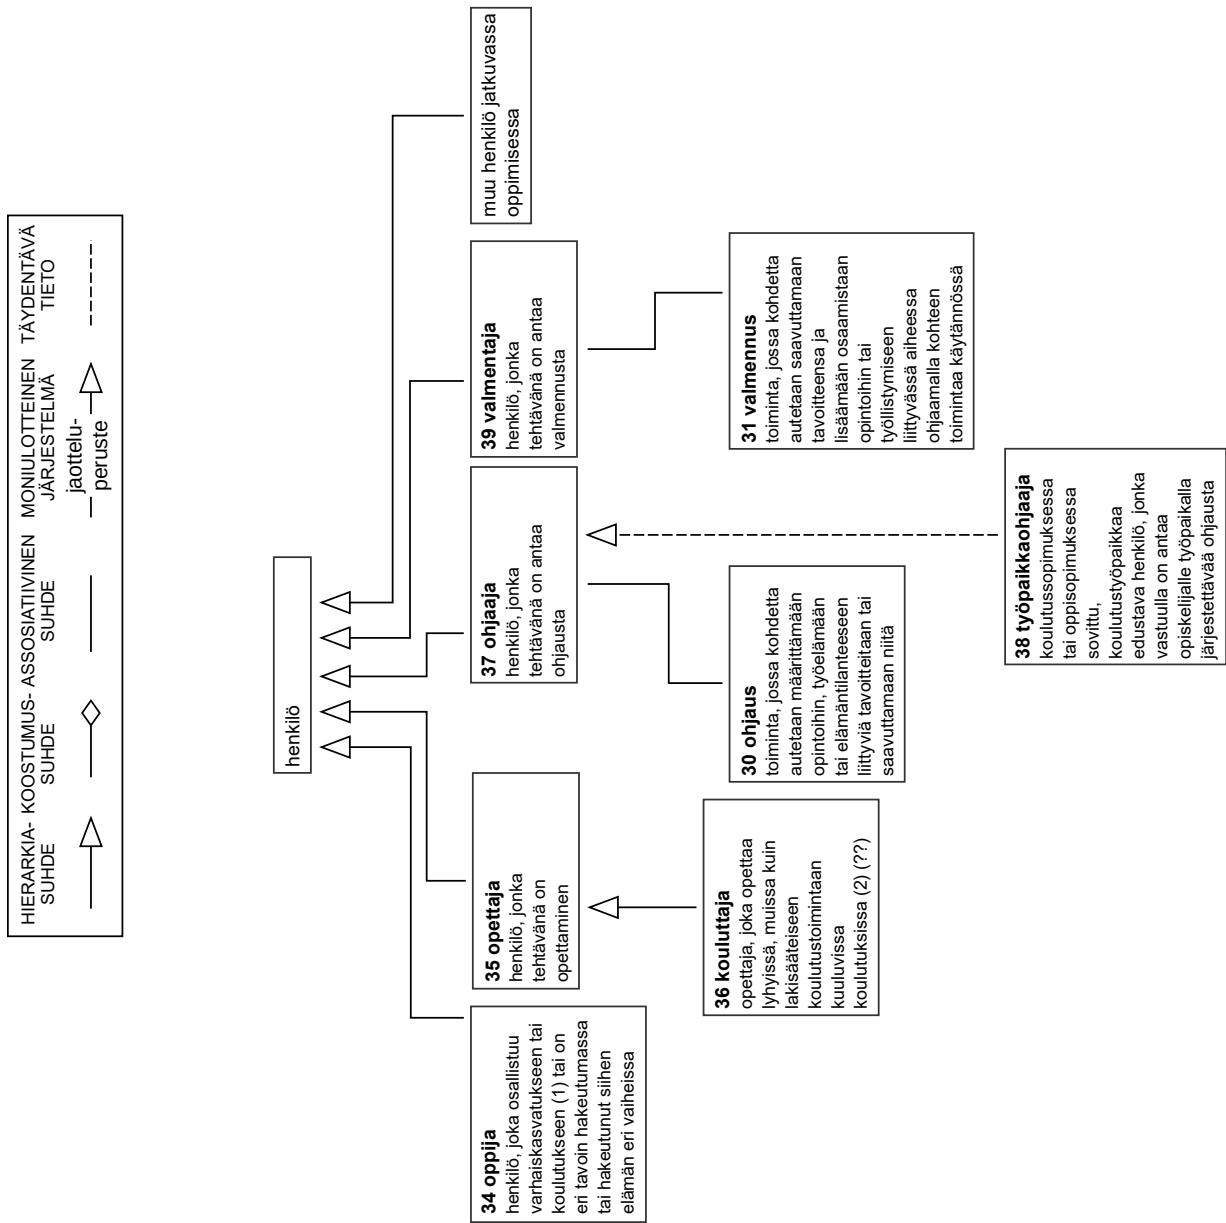 HIERARKIA- KOOSTUMUS- ASSOSIATIIVINEN MONIULOTTEINEN TÄYDENTÄVÄ
SUHDE SUHDE SUHDE JÄRJESTELMÄ TIETO
jaottelu-
peruste
henkilö
34 oppija
henkilö, joka osallistuu
varhaiskasvatukseen tai
koulutukseen (1) tai on
eri tavoin hakeutumassa
tai hakeutunut siihen
elämän eri vaiheissa
35 opettaja
henkilö, jonka
tehtävänä on
opettaminen
37 ohjaaja
henkilö, jonka
tehtävänä on antaa
ohjausta
39 valmentaja
henkilö, jonka
tehtävänä on antaa
valmennusta
muu henkilö jatkuvassa
oppimisessa
36 kouluttaja
opettaja, joka opettaa
lyhyissä, muissa kuin
lakisääteiseen
koulutustoimintaan
kuuluvissa
koulutuksissa (2) (??)
30 ohjaus
toiminta, jossa kohdetta
autetaan määrittämään
opintoihin, työelämään
tai elämäntilanteeseen
liittyviä tavoitteitaan tai
saavuttamaan niitä
31 valmennus
toiminta, jossa kohdetta
autetaan saavuttamaan
tavoitteensa ja
lisäämään osaamistaan
opintoihin tai
työllistymiseen
liittyvässä aiheessa
ohjaamalla kohteen
toimintaa käytännössä
38 työpaikkaohjaaja
koulutussopimuksessa
tai oppisopimuksessa
sovittu,
koulutustyöpaikkaa
edustava henkilö, jonka
vastuulla on antaa
opiskelijalle työpaikalla
järjestettävää ohjausta